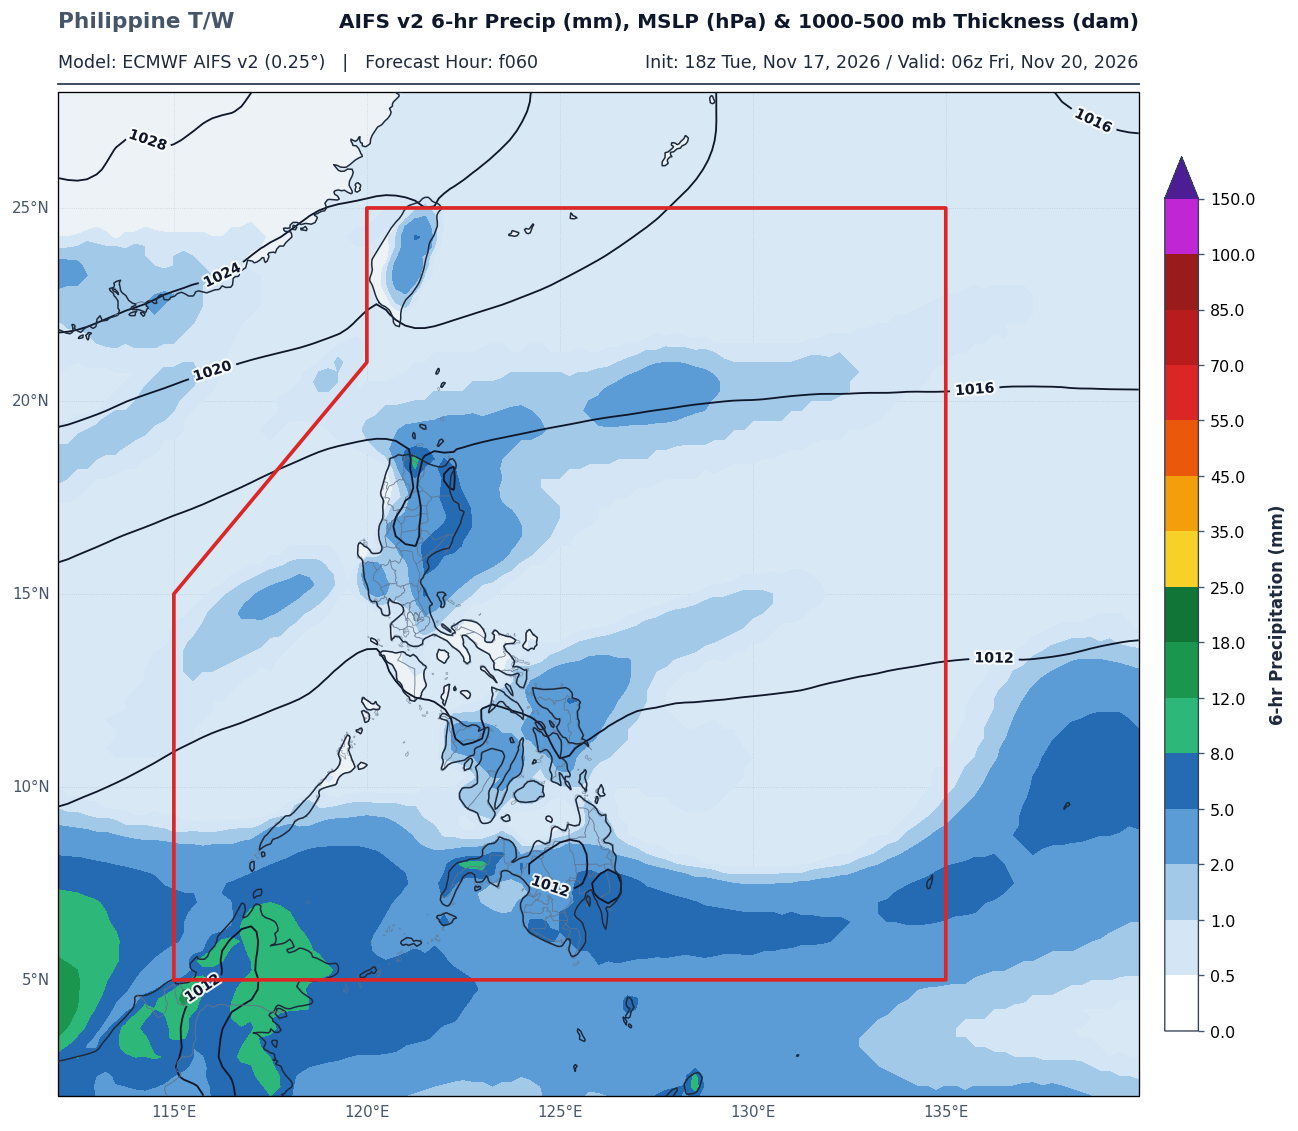 Philippine T/W
AIFS v2 6-hr Precip (mm), MSLP (hPa) & 1000-500 mb Thickness (dam)
Model: ECMWF AIFS v2 (0.25°) | Forecast Hour: f060
Init: 18z Tue, Nov 17, 2026 / Valid: 06z Fri, Nov 20, 2026
1028
1016
1024
1020
1016
1012
1012
1012
25°N
20°N
15°N
10°N
5°N
115°E
120°E
125°E
130°E
135°E
150.0
100.0
85.0
70.0
55.0
45.0
35.0
25.0
18.0
12.0
8.0
5.0
2.0
1.0
0.5
0.0
6-hr Precipitation (mm)